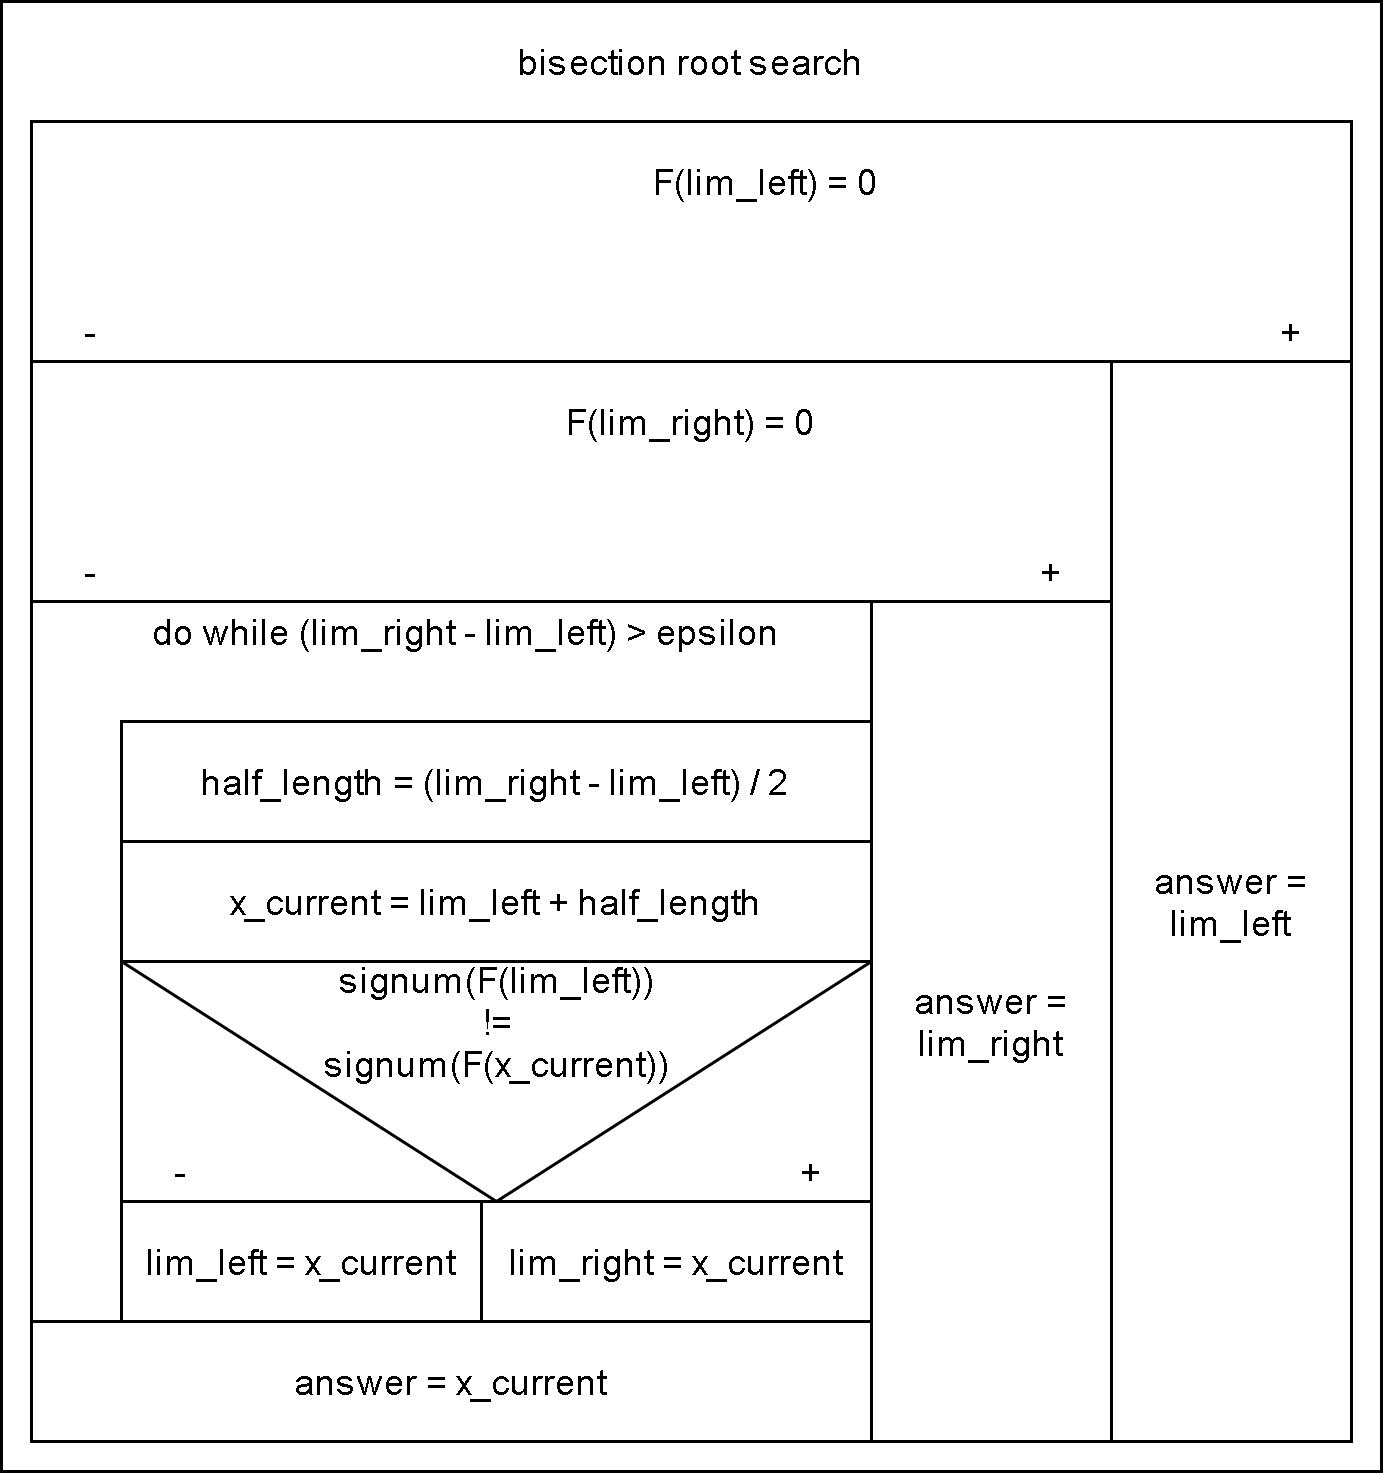 bisection root search
F(lim_left) = 0
- +
F(lim_right) = 0
- +
do while (lim_right - lim_left) > epsilon
half_length = (lim_right - lim_left) / 2
x_current = lim_left + half_length
signum(F(lim_left))
!=
signum(F(x_current))
- +
lim_left = x_current
lim_right = x_current
answer = x_current
answer =
lim_right
answer =
lim_left